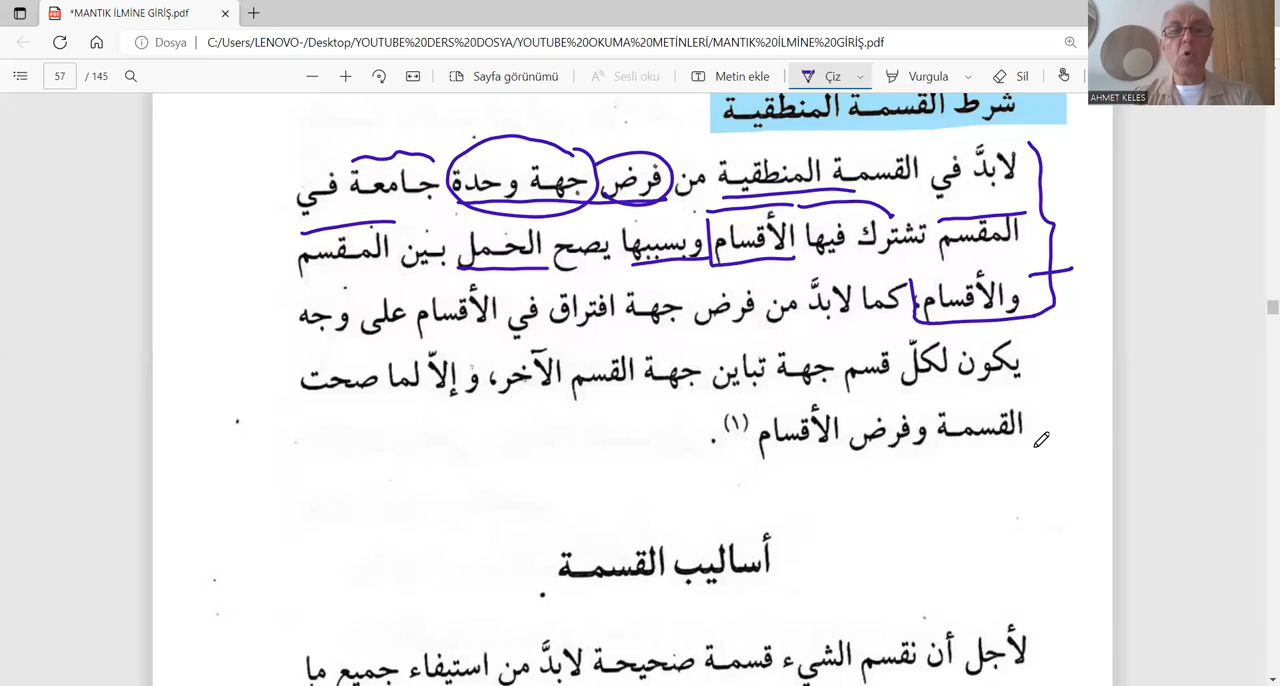 *MANTIK İLMİNE GİRİŞ.pdf
Dosya C:/Users/LENOVO-/Desktop/YOUTUBE%20DERS%20DOSYA/YOUTUBE%20OKUMA%20METİNLERİ/MANTIK%20İLMİNE%20GİRİŞ.pdf
57 / 145 Sayfa görünümü Sesli oku Metin ekle Çiz Vurgula Sil
AHMET KELES
شرط القسمة المنطقية
لابدَّ في القسمة المنطقية من فرض جهة وحدة جامعة في
المقسم تشترك فيها الأقسام وبسببها يصح الحمل بين المقسم
والأقسام، كما لابدَّ من فرض جهة افتراق في الأقسام على وجه
يكون لكلّ قسم جهة تباين جهة القسم الآخر، وإلاّ لما صحت
القسمة وفرض الأقسام (١) .
أساليب القسمة
لأجل أن نقسم الشيء قسمة صحيحة لابدَّ من استيفاء جميع ما